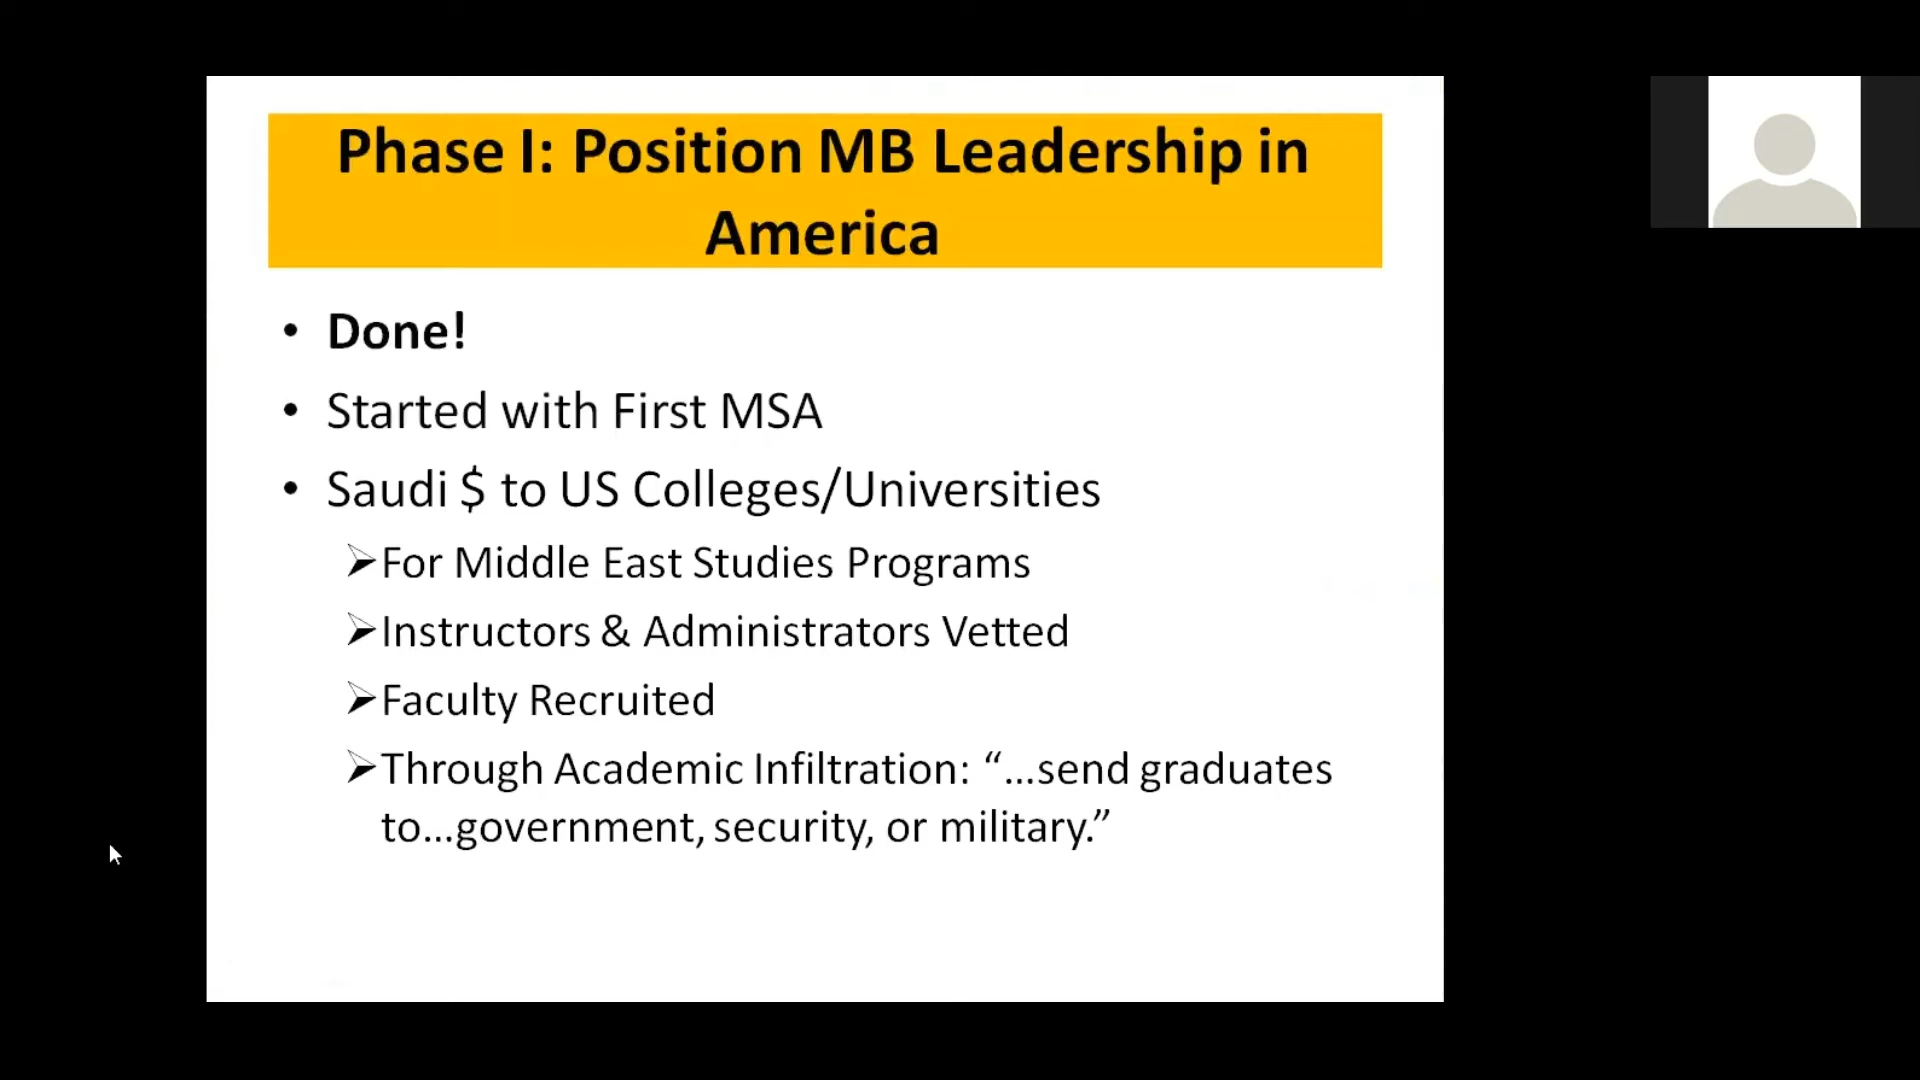 Phase I: Position MB Leadership in
America
• Done!
• Started with First MSA
• Saudi $ to US Colleges/Universities
➢For Middle East Studies Programs
➢Instructors & Administrators Vetted
➢Faculty Recruited
➢Through Academic Infiltration: “…send graduates
to…government, security, or military.”